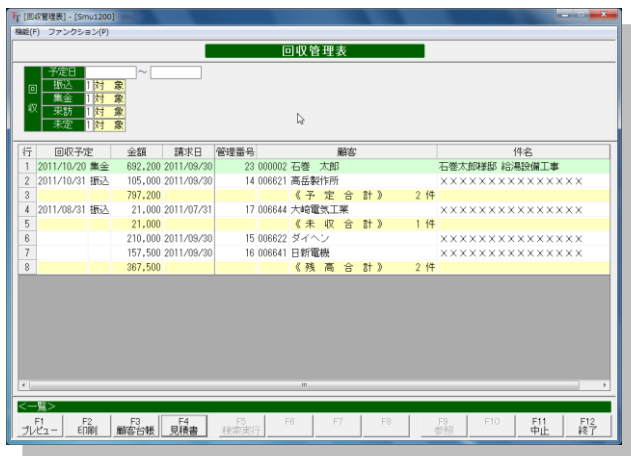 [回収管理表] - [Smu1200]
機能(F) ファンクション(P)
回収管理表
回収
予定日 ～
振込 1 対 象
集金 1 対 象
来訪 1 対 象
未定 1 対 象
行 回収予定 金額 請求日 管理番号 顧客 件名
1 2011/10/20 集金 692,200 2011/09/30 23 000002 石巻 太郎 石巻太郎様邸 給湯設備工事
2 2011/10/31 振込 105,000 2011/09/30 14 006621 高岳製作所 ××××××××××××××
3 797,200 《 予 定 合 計 》 2 件
4 2011/08/31 振込 21,000 2011/07/31 17 006644 大崎電気工業 ××××××××××××××
5 21,000 《 未 収 合 計 》 1 件
6 210,000 2011/09/30 15 006622 ダイヘン ××××××××××××××
7 157,500 2011/09/30 16 006641 日新電機 ××××××××××××××
8 367,500 《 残 高 合 計 》 2 件
<一覧>
F1 F2 F3 F4 F5 F6 F7 F8 F9 F10 F11 F12
プレビュー 印刷 顧客台帳 見積書 検索実行 参照 中止 終了